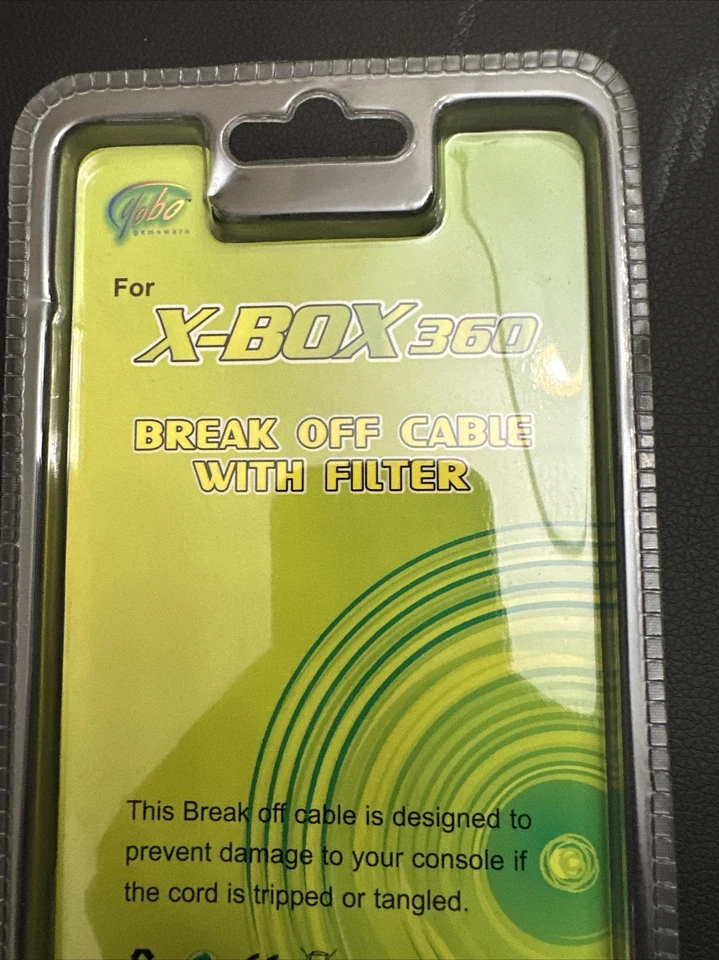 yobo
gameware
For
X-BOX 360
BREAK OFF CABLE
WITH FILTER
This Break off cable is designed to
prevent damage to your console if
the cord is tripped or tangled.